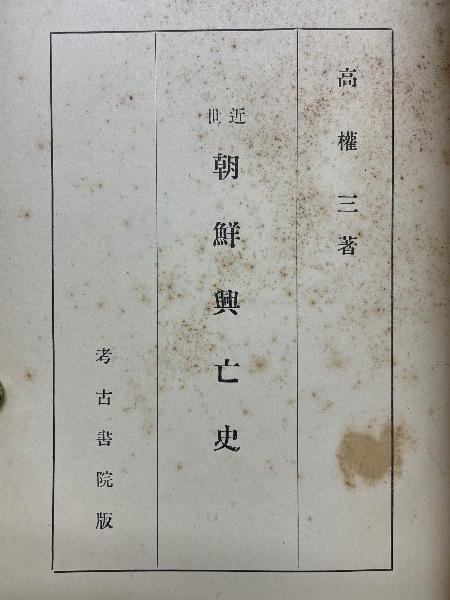 高權三著
近世
朝鮮興亡史
考古書院版